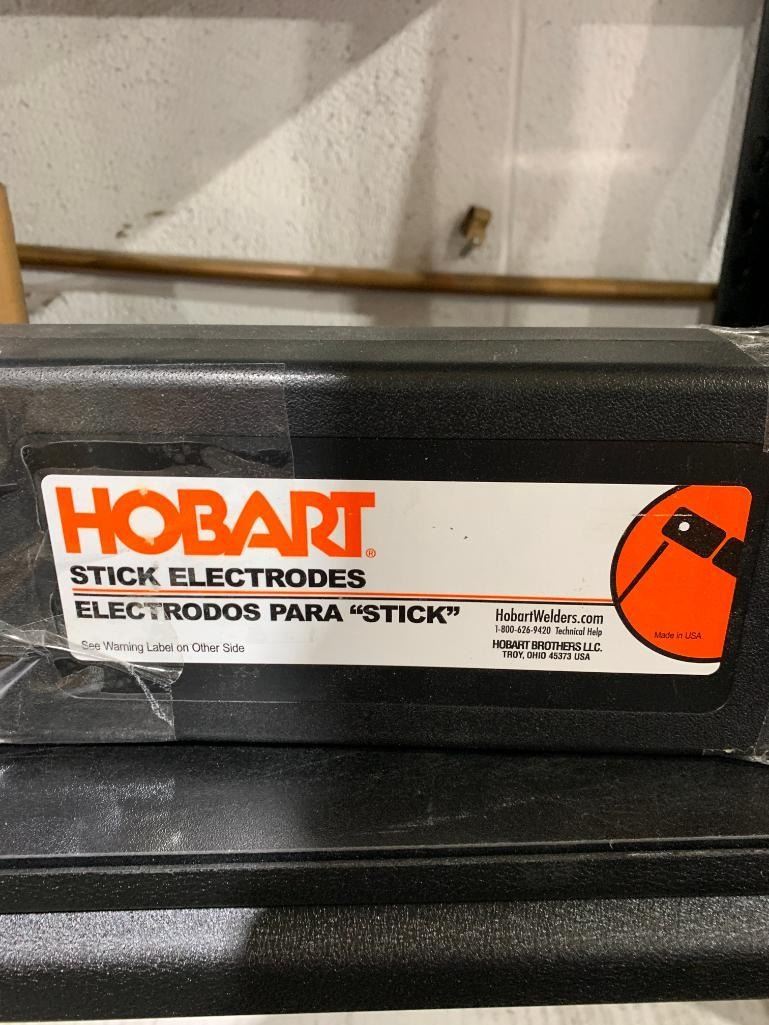 HOBART®
STICK ELECTRODES
ELECTRODOS PARA “STICK”
See Warning Label on Other Side
HobartWelders.com
1-800-626-9420 Technical Help
HOBART BROTHERS LLC.
TROY, OHIO 45373 USA
Made in USA